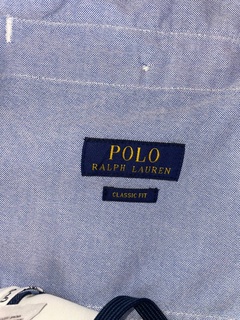 POLO
RALPH LAUREN
CLASSIC FIT